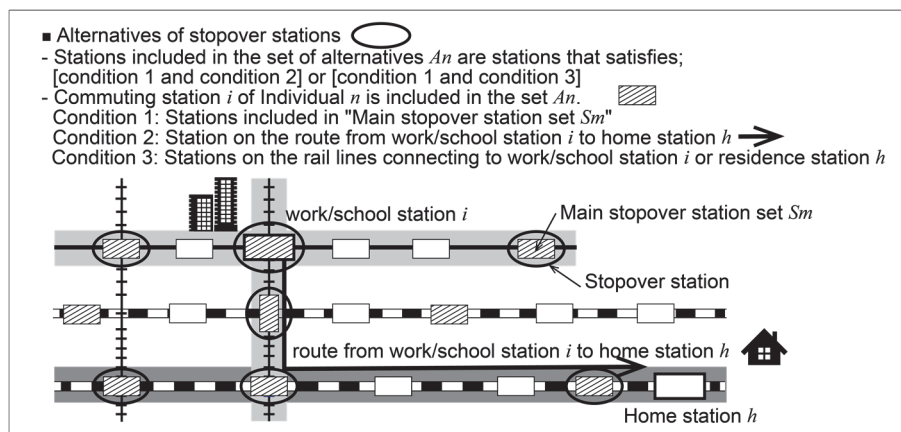 ■ Alternatives of stopover stations
- Stations included in the set of alternatives An are stations that satisfies;
[condition 1 and condition 2] or [condition 1 and condition 3]
- Commuting station i of Individual n is included in the set An.
Condition 1: Stations included in "Main stopover station set Sm"
Condition 2: Station on the route from work/school station i to home station h
Condition 3: Stations on the rail lines connecting to work/school station i or residence station h
work/school station i
Main stopover station set Sm
Stopover station
route from work/school station i to home station h
Home station h